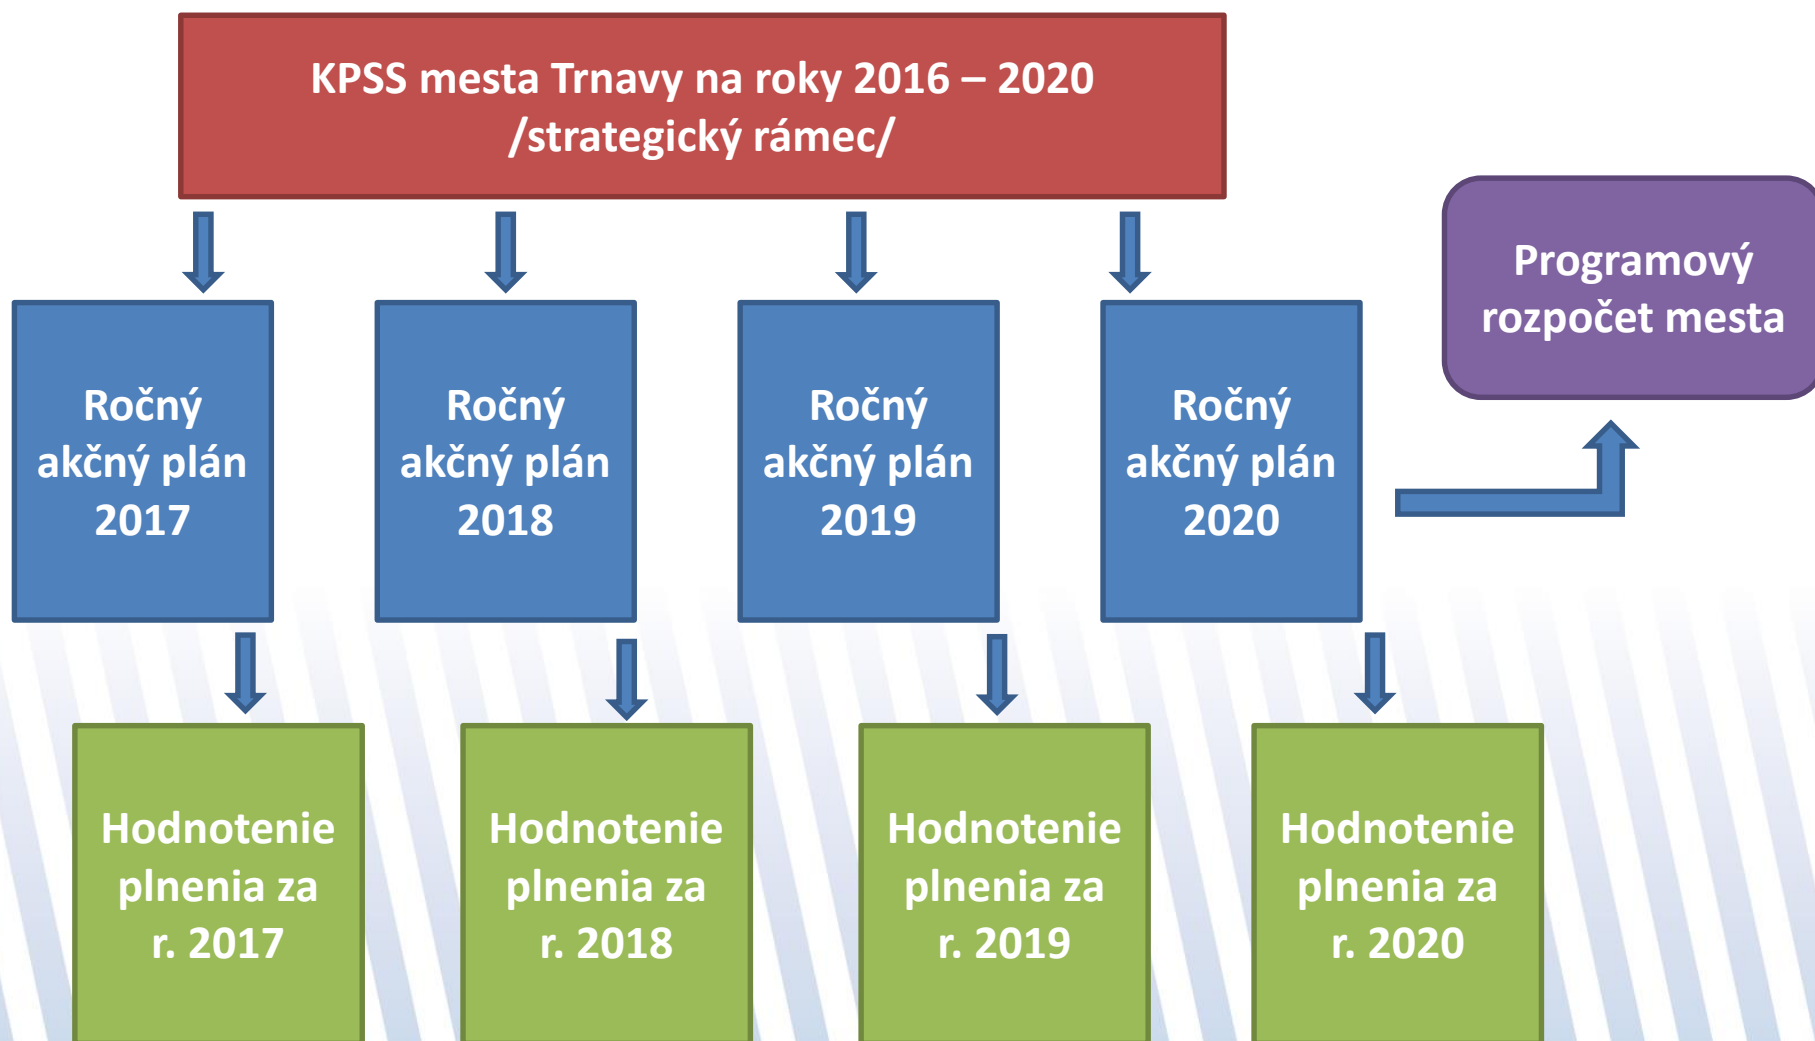 KPSS mesta Trnavy na roky 2016 – 2020
/strategický rámec/
Programový
rozpočet mesta
Ročný
akčný plán
2017
Ročný
akčný plán
2018
Ročný
akčný plán
2019
Ročný
akčný plán
2020
Hodnotenie
plnenia za
r. 2017
Hodnotenie
plnenia za
r. 2018
Hodnotenie
plnenia za
r. 2019
Hodnotenie
plnenia za
r. 2020